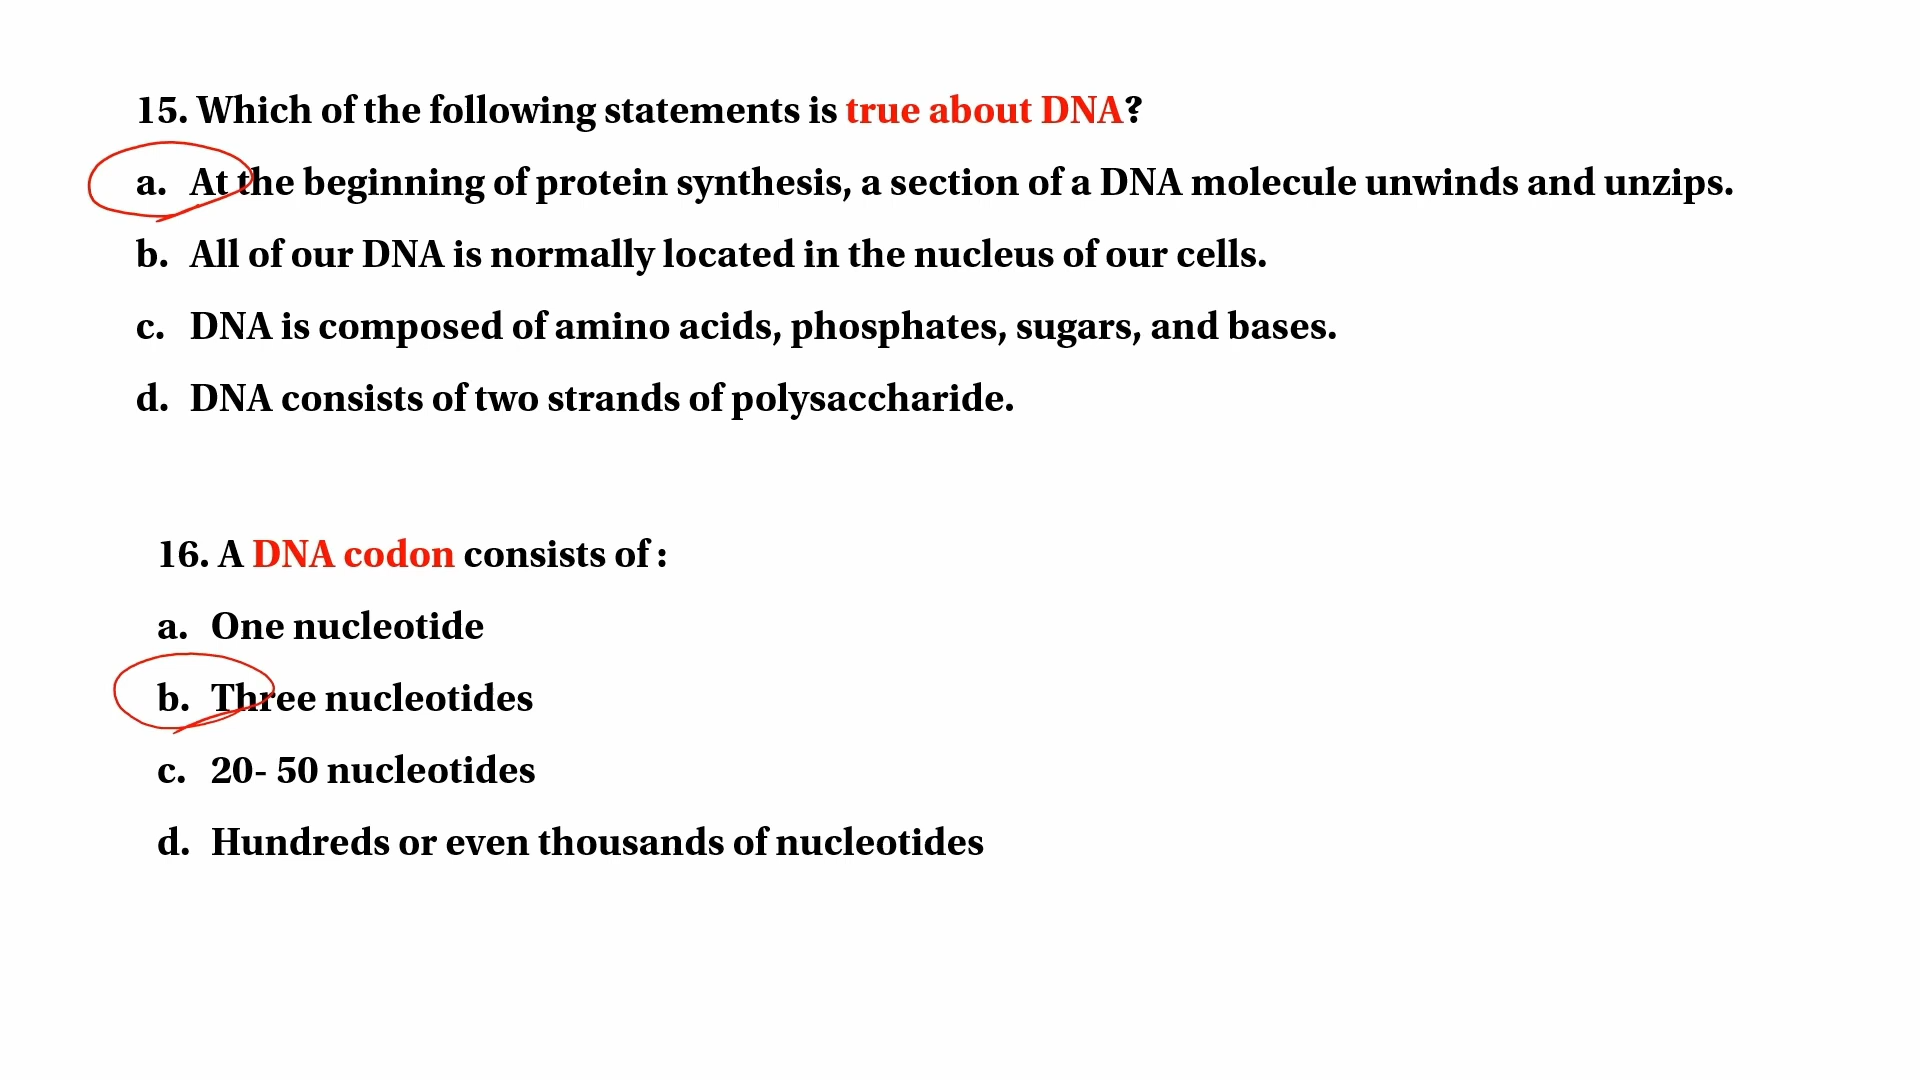 15. Which of the following statements is true about DNA?
a. At the beginning of protein synthesis, a section of a DNA molecule unwinds and unzips.
b. All of our DNA is normally located in the nucleus of our cells.
c. DNA is composed of amino acids, phosphates, sugars, and bases.
d. DNA consists of two strands of polysaccharide.
16. A DNA codon consists of :
a. One nucleotide
b. Three nucleotides
c. 20- 50 nucleotides
d. Hundreds or even thousands of nucleotides